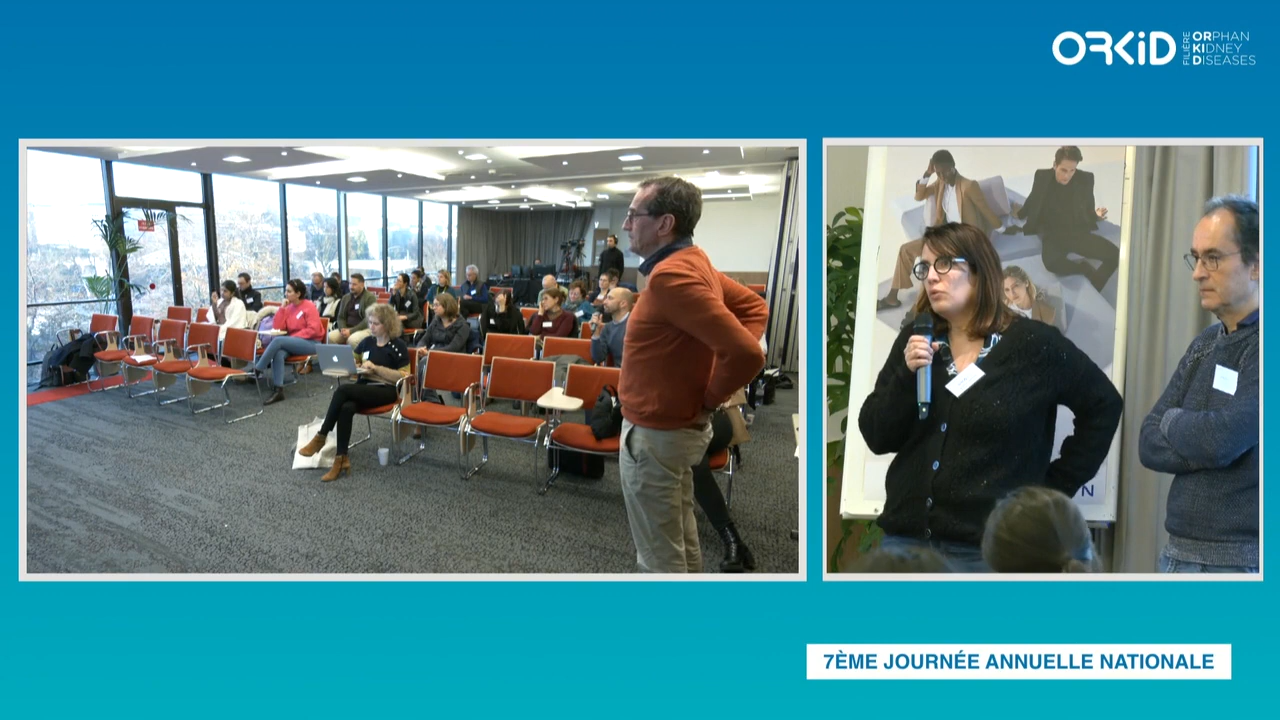 ORKiD
FILIÈRE
ORPHAN
KIDNEY
DISEASES
N
7ÈME JOURNÉE ANNUELLE NATIONALE